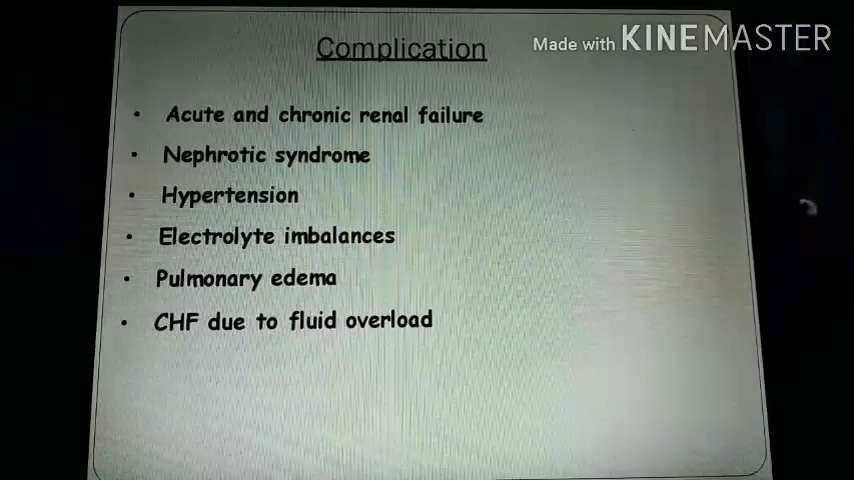 Complication
Made with KINEMASTER
• Acute and chronic renal failure
• Nephrotic syndrome
• Hypertension
• Electrolyte imbalances
• Pulmonary edema
• CHF due to fluid overload